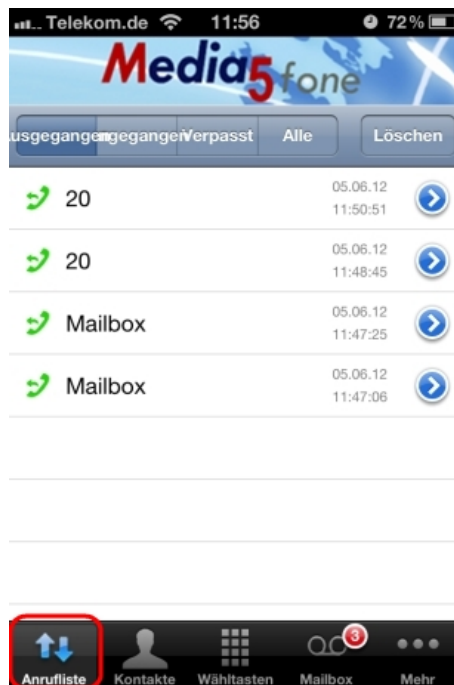 Telekom.de 11:56 72 %
Media5fone
usgegangen ngegangen Verpasst Alle Löschen
20 05.06.12
11:50:51
20 05.06.12
11:48:45
Mailbox 05.06.12
11:47:25
Mailbox 05.06.12
11:47:06
3
Anrufliste Kontakte Wähltasten Mailbox Mehr